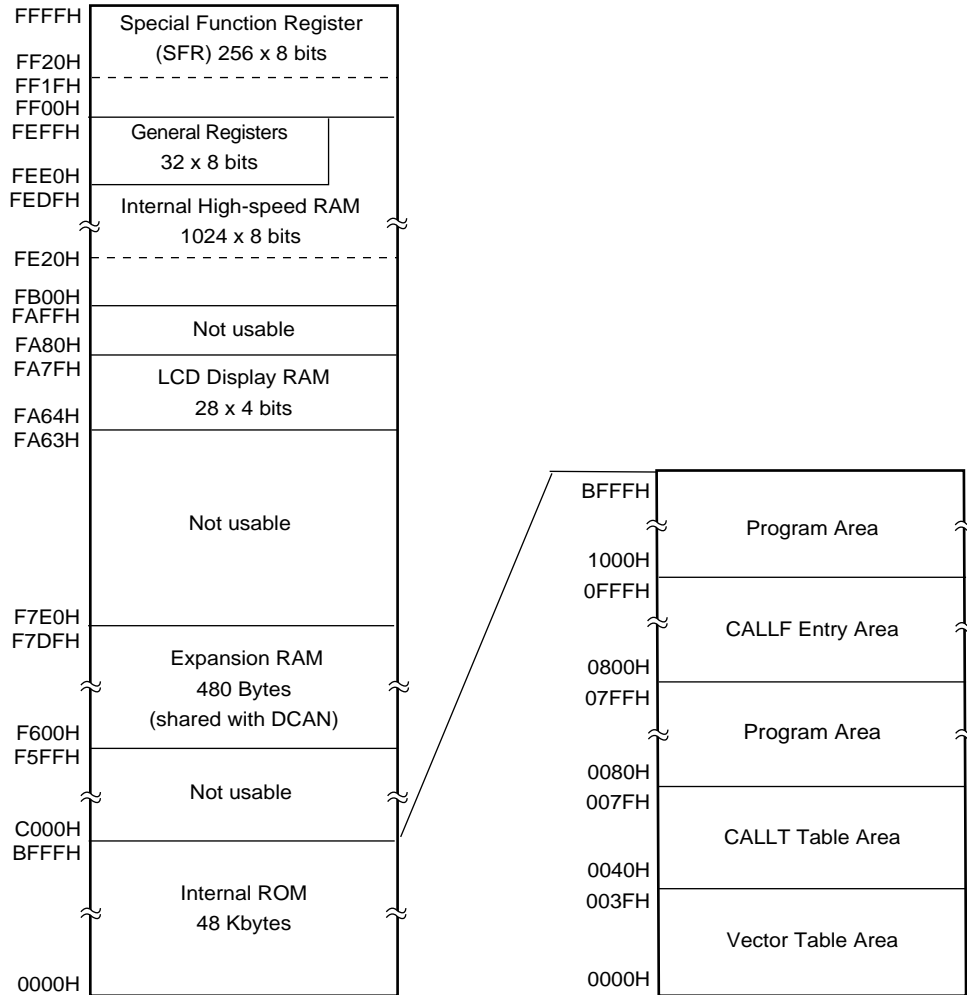 FFFFH
Special Function Register
(SFR) 256 x 8 bits
FF20H
FF1FH
FF00H
FEFFH
General Registers
32 x 8 bits
FEE0H
FEDFH
Internal High-speed RAM
1024 x 8 bits
FE20H
FB00H
FAFFH
Not usable
FA80H
FA7FH
LCD Display RAM
28 x 4 bits
FA64H
FA63H
Not usable
F7E0H
F7DFH
Expansion RAM
480 Bytes
(shared with DCAN)
F600H
F5FFH
Not usable
C000H
BFFFH
Internal ROM
48 Kbytes
0000H
BFFFH
Program Area
1000H
0FFFH
CALLF Entry Area
0800H
07FFH
Program Area
0080H
007FH
CALLT Table Area
0040H
003FH
Vector Table Area
0000H